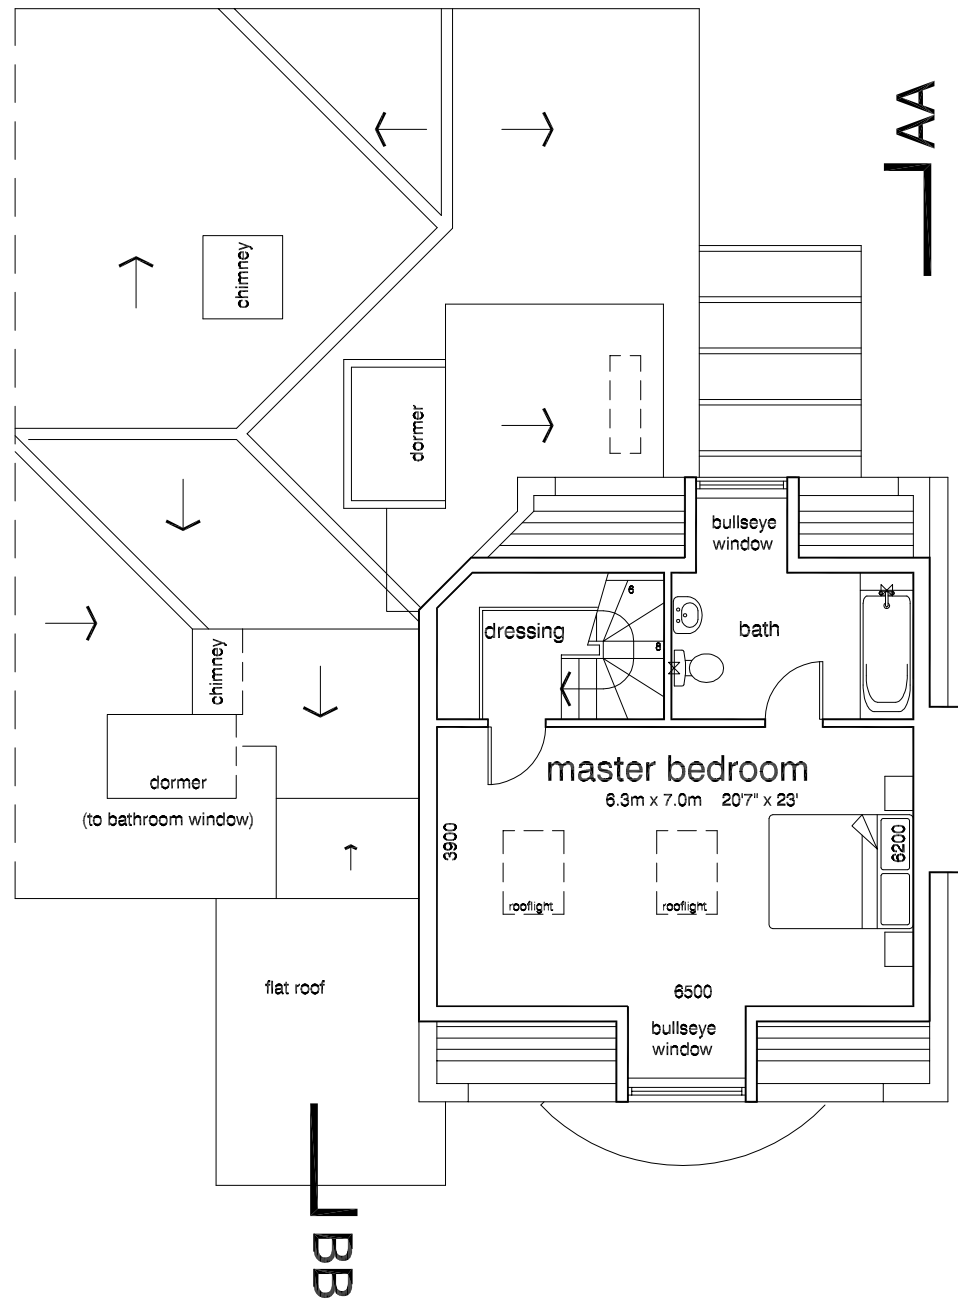 AA
chimney
dormer
bullseye
window
6
dressing
bath
8
chimney
master bedroom
6.3m x 7.0m 20'7" x 23'
dormer
(to bathroom window)
3900
6200
rooflight
rooflight
flat roof
6500
bullseye
window
BB